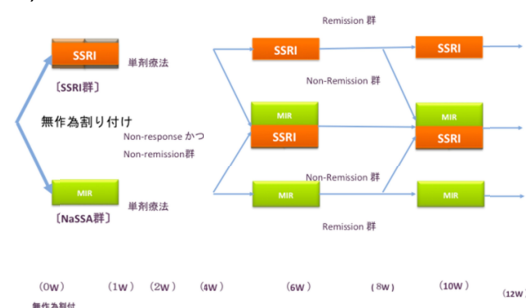 Remission 群
SSRI
SSRI
SSRI
単剤療法
〔SSRI群〕
Non-Remission 群
無作為割り付け
MIR
MIR
Non-response かつ
SSRI
SSRI
Non-remission群
Non-Remission 群
MIR
MIR
MIR
単剤療法
〔NaSSA群〕
Remission 群
(0W)
(1W)
(2W)
(4W)
(6W)
(8W)
(10W)
(12W)
無作為割付